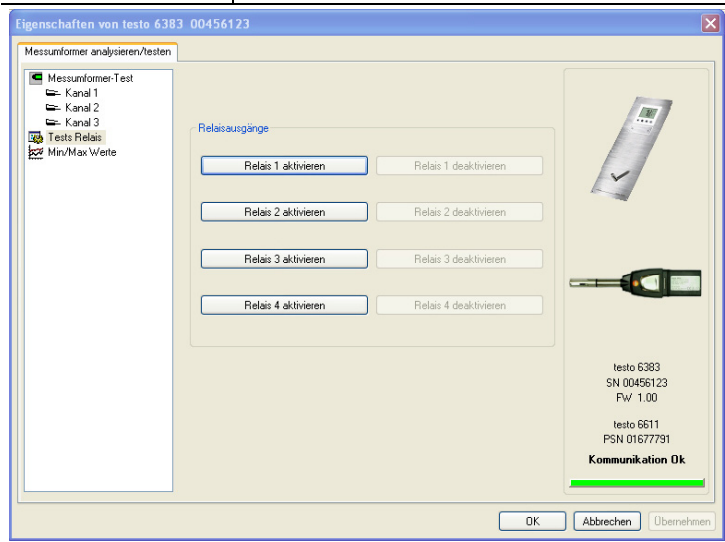 Eigenschaften von testo 6383 00456123
Messumformer analysieren/testen
Messumformer-Test
Kanal 1
Kanal 2
Kanal 3
Tests Relais
Min/Max Werte
Relaisausgänge
Relais 1 aktivieren Relais 1 deaktivieren
Relais 2 aktivieren Relais 2 deaktivieren
Relais 3 aktivieren Relais 3 deaktivieren
Relais 4 aktivieren Relais 4 deaktivieren
testo 6383
SN 00456123
FW 1.00
testo 6611
PSN 01677791
Kommunikation Ok
OK Abbrechen Übernehmen